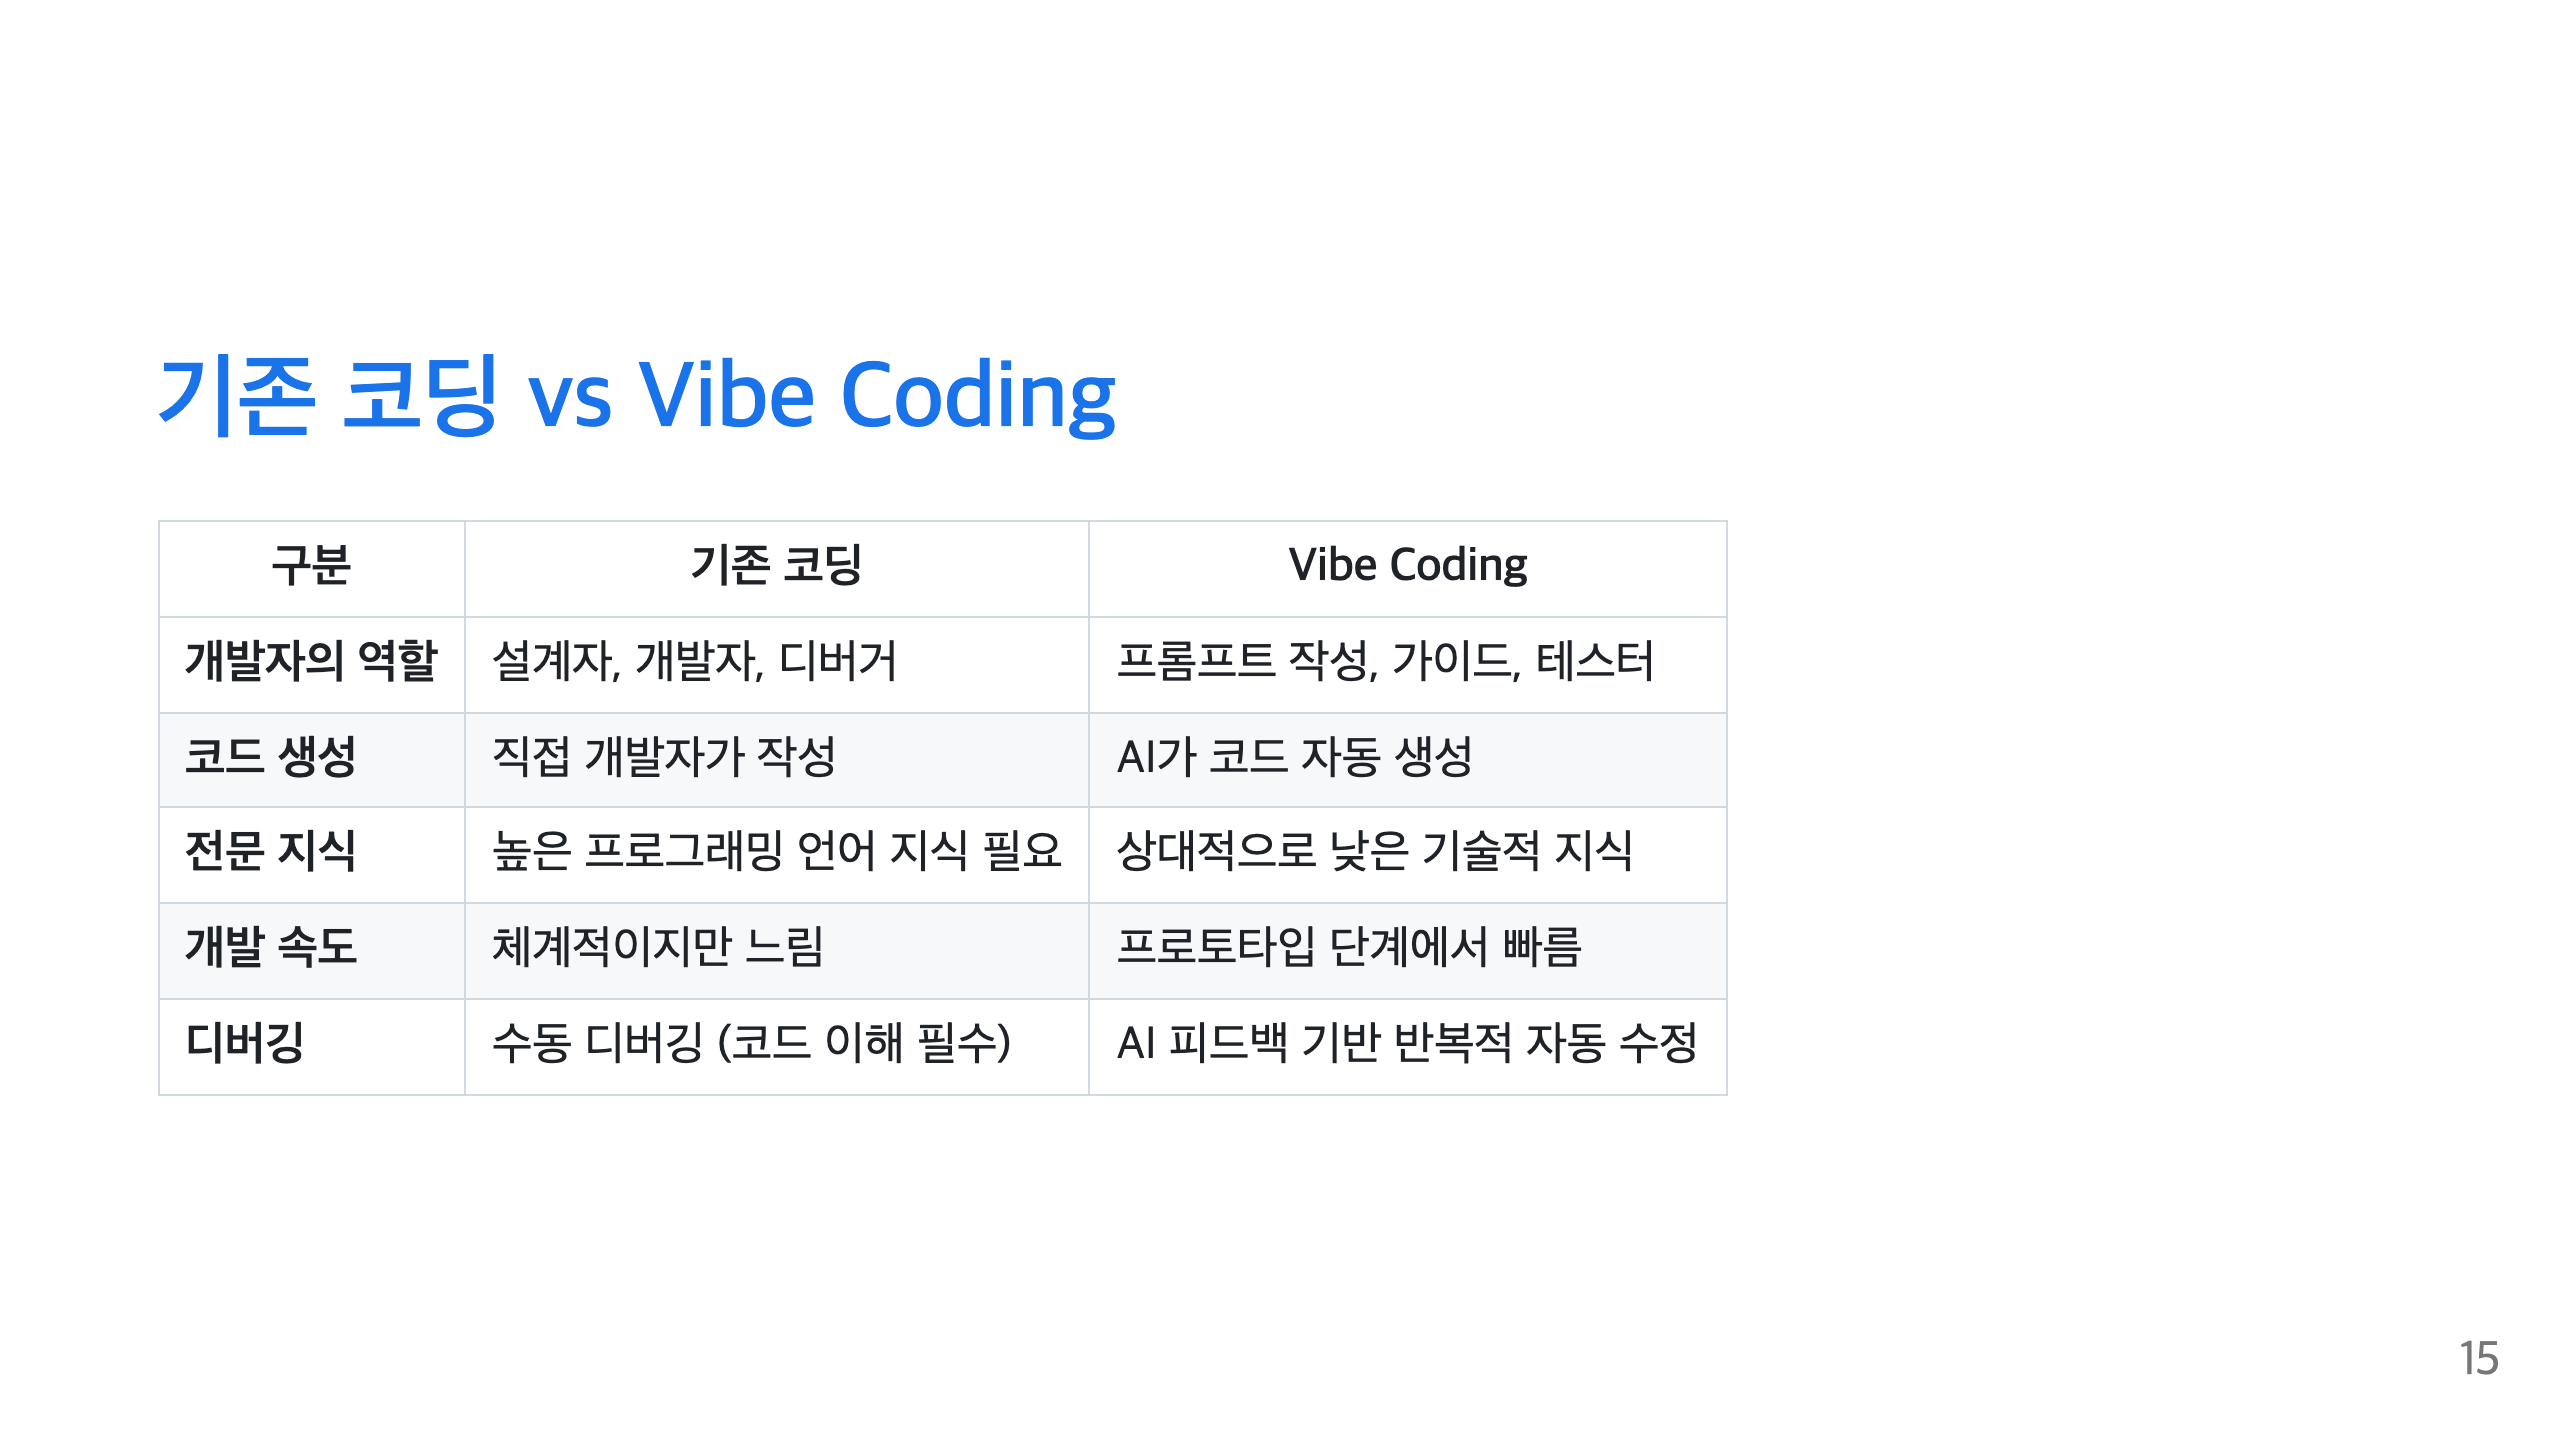 기존 코딩 vs Vibe Coding
구분 기존 코딩 Vibe Coding
개발자의 역할 설계자, 개발자, 디버거 프롬프트 작성, 가이드, 테스터
코드 생성 직접 개발자가 작성 AI가 코드 자동 생성
전문 지식 높은 프로그래밍 언어 지식 필요 상대적으로 낮은 기술적 지식
개발 속도 체계적이지만 느림 프로토타입 단계에서 빠름
디버깅 수동 디버깅 (코드 이해 필수) AI 피드백 기반 반복적 자동 수정
15